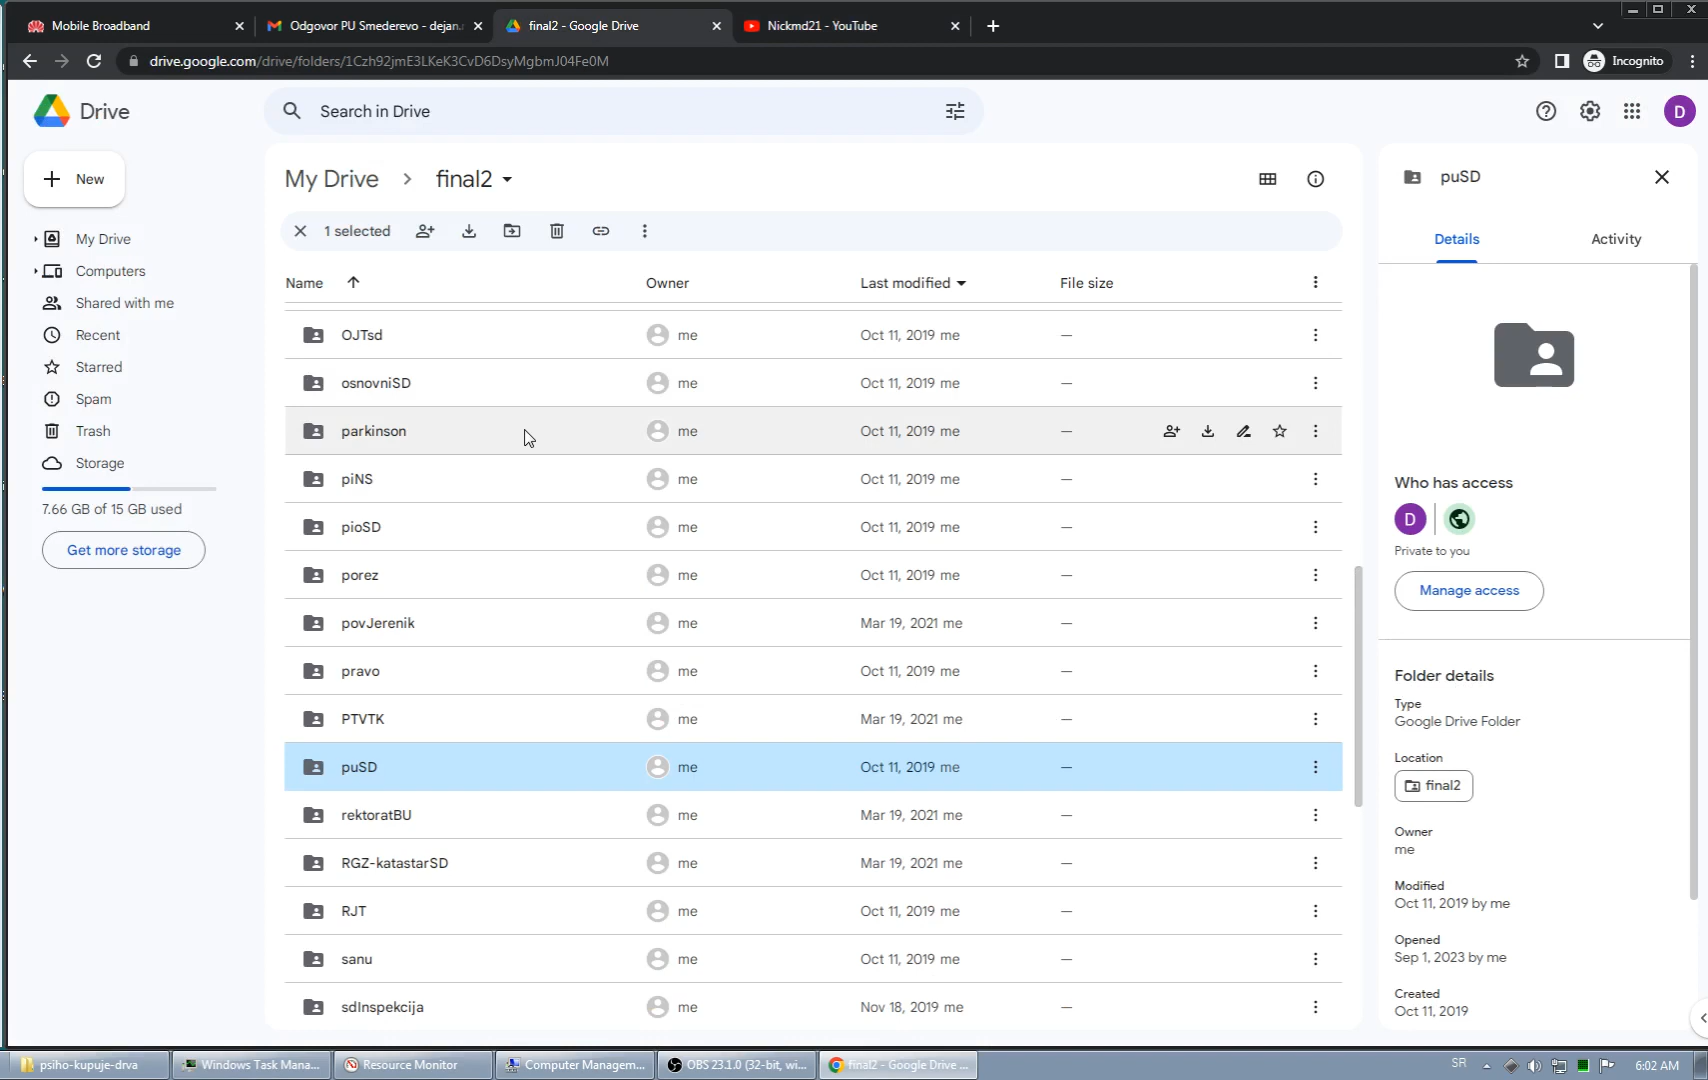 Mobile Broadband
Odgovor PU Smederevo - dejan.
final2 - Google Drive
Nickmd21 - YouTube
drive.google.com/drive/folders/1Czh92jmE3LKeK3CvD6DsyMgbmJ04Fe0M
Incognito
Drive
Search in Drive
D
New
My Drive
Computers
Shared with me
Recent
Starred
Spam
Trash
Storage
7.66 GB of 15 GB used
Get more storage
My Drive > final2
1 selected
Name Owner Last modified File size
OJTsd me Oct 11, 2019 me —
osnovniSD me Oct 11, 2019 me —
parkinson me Oct 11, 2019 me —
piNS me Oct 11, 2019 me —
pioSD me Oct 11, 2019 me —
porez me Oct 11, 2019 me —
povJerenik me Mar 19, 2021 me —
pravo me Oct 11, 2019 me —
PTVTK me Mar 19, 2021 me —
puSD me Oct 11, 2019 me —
rektoratBU me Mar 19, 2021 me —
RGZ-katastarSD me Mar 19, 2021 me —
RJT me Oct 11, 2019 me —
sanu me Oct 11, 2019 me —
sdInspekcija me Nov 18, 2019 me —
puSD
Details Activity
Who has access
D
Private to you
Manage access
Folder details
Type
Google Drive Folder
Location
final2
Owner
me
Modified
Oct 11, 2019 by me
Opened
Sep 1, 2023 by me
Created
Oct 11, 2019
psiho-kupuje-drva
Windows Task Mana...
Resource Monitor
Computer Managem...
OBS 23.1.0 (32-bit, wi...
final2 - Google Drive ...
SR
6:02 AM